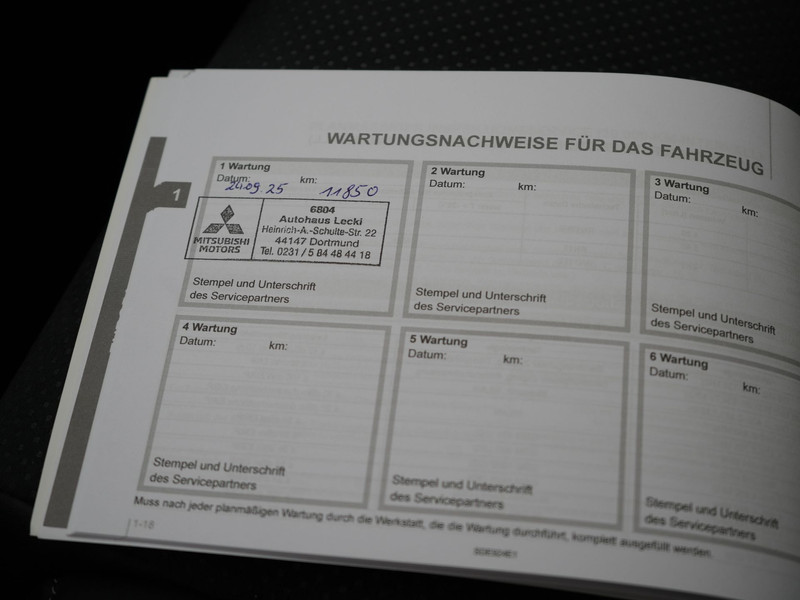 WARTUNGSNACHWEISE FÜR DAS FAHRZEUG
1
1 Wartung
Datum: km:
24.09.25 11850
MITSUBISHI
MOTORS
6804
Autohaus Lecki
Heinrich-A.-Schulte-Str. 22
44147 Dortmund
Tel. 0231 / 5 84 48 44 18
Stempel und Unterschrift
des Servicepartners
2 Wartung
Datum: km:
Stempel und Unterschrift
des Servicepartners
3 Wartung
Datum: km:
Stempel und Unterschrift
des Servicepartners
4 Wartung
Datum: km:
Stempel und Unterschrift
des Servicepartners
5 Wartung
Datum: km:
Stempel und Unterschrift
des Servicepartners
6 Wartung
Datum: km:
Stempel und Unterschrift
des Servicepartners
Muss nach jeder planmäßigen Wartung durch die Werkstatt, die die Wartung durchführt, komplett ausgefüllt werden.
1-18